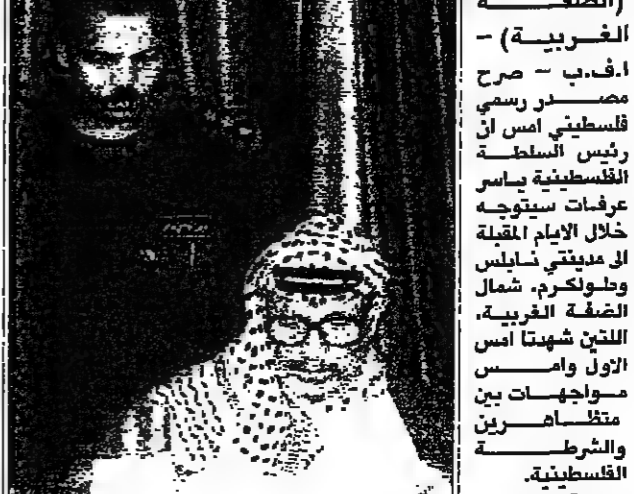 (الضفة
الغربية) –
ا.ف.ب – صرح
مصدر رسمي
فلسطيني امس ان
رئيس السلطة
الفلسطينية ياسر
عرفات سيتوجه
خلال الايام المقبلة
الى مدينتي نابلس
وطولكرم، شمال
الضفة الغربية،
اللتين شهدتا امس
الاول وامس
مواجهات بين
متظاهرين
والشرطة
الفلسطينية.